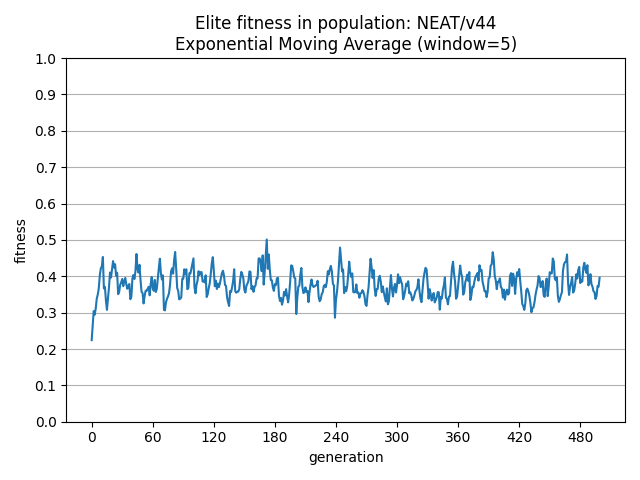 Elite fitness in population: NEAT/v44
Exponential Moving Average (window=5)
1.0
0.9
0.8
0.7
0.6
0.5
0.4
0.3
0.2
0.1
0.0
fitness
0 60 120 180 240 300 360 420 480
generation